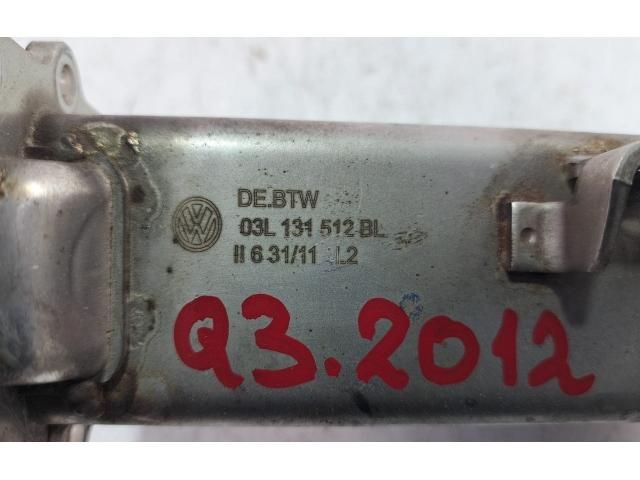 DE.BTW
03L 131 512 BL
II 6 31/11 L2
Q3.2012